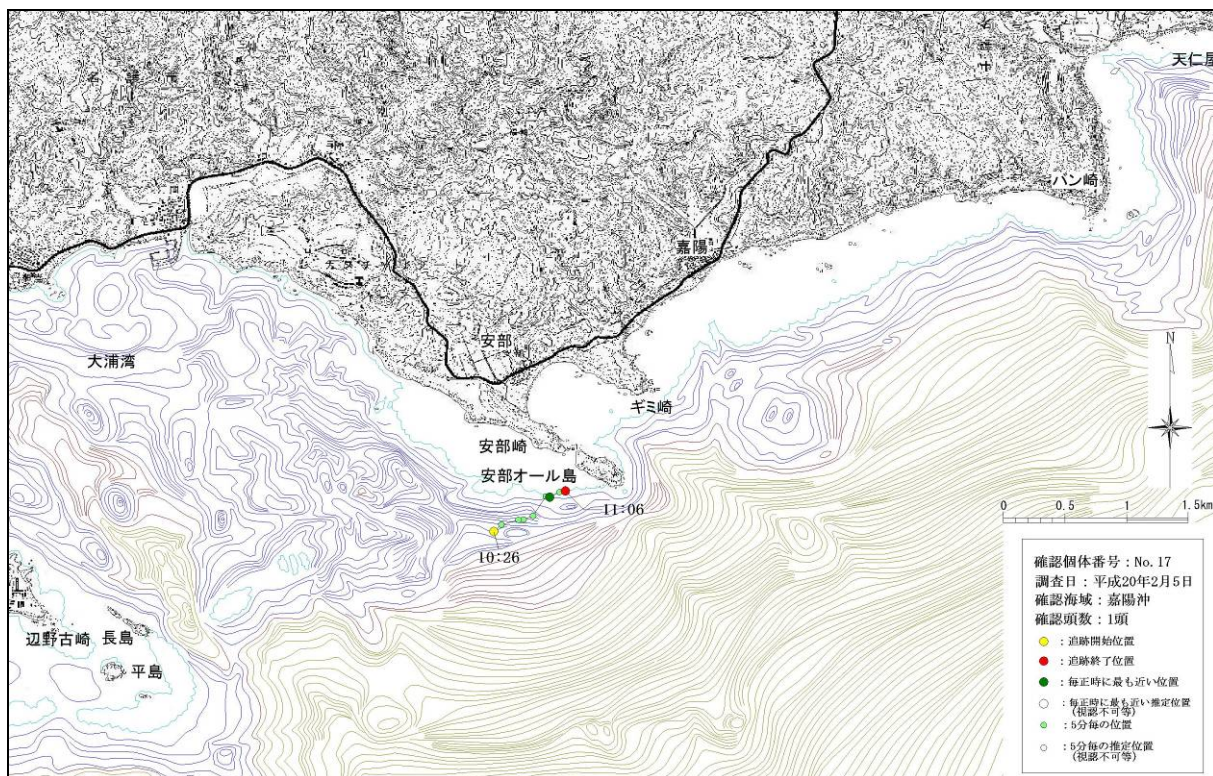 天仁屋
バン崎
嘉陽
大浦湾
安部
N
ギミ崎
安部崎
安部オール島
11:06
10:26
0 0.5 1 1.5km
辺野古崎
長島
平島
確認個体番号：No.17
調査日：平成20年2月5日
確認海域：嘉陽沖
確認頭数：1頭
：追跡開始位置
：追跡終了位置
：毎正時に最も近い位置
：毎正時に最も近い推定位置
(視認不可等)
：5分毎の位置
：5分毎の推定位置
(視認不可等)